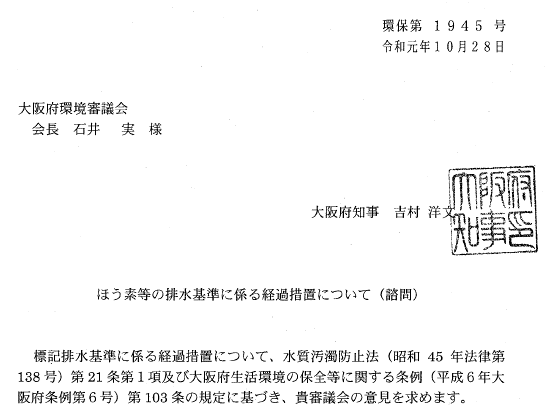 環保第 1945 号
令和元年10月28日
大阪府環境審議会
会長 石井 実 様
大阪府知事 吉村 洋文
大阪府知事印
ほう素等の排水基準に係る経過措置について（諮問）
標記排水基準に係る経過措置について、水質汚濁防止法（昭和 45 年法律第
138号）第21条第１項及び大阪府生活環境の保全等に関する条例（平成６年大
阪府条例第６号）第103条の規定に基づき、貴審議会の意見を求めます。